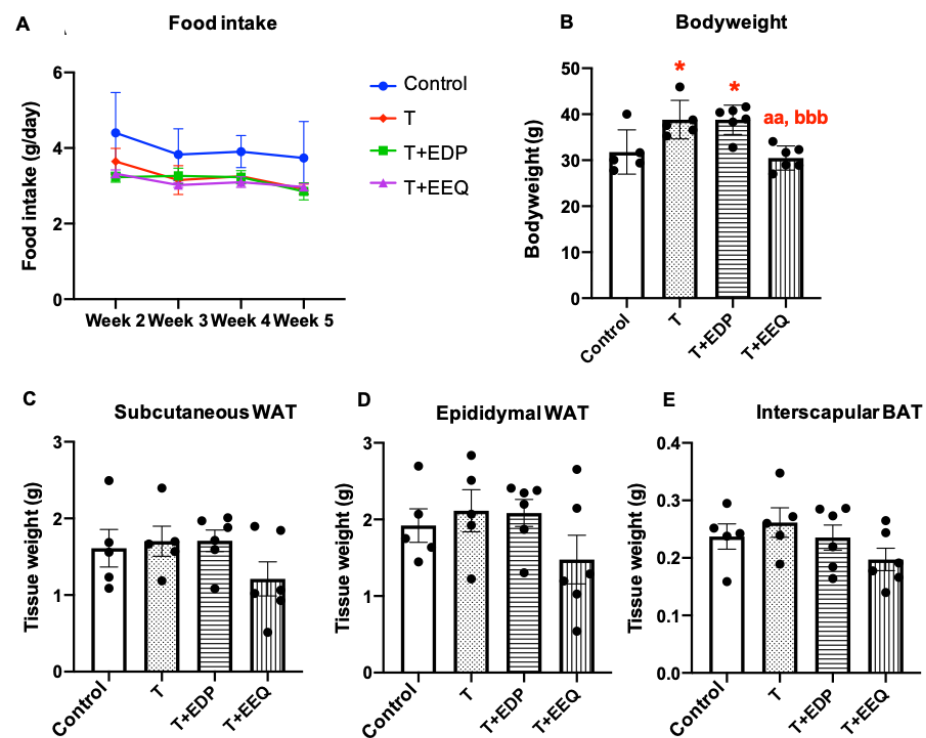 A
Food intake
Food intake (g/day)
6
4
2
0
Week 2 Week 3 Week 4 Week 5
Control
T
T+EDP
T+EEQ
B
Bodyweight
Bodyweight (g)
50
40
30
20
10
0
*
*
aa, bbb
Control
T
T+EDP
T+EEQ
C
Subcutaneous WAT
Tissue weight (g)
3
2
1
0
Control
T
T+EDP
T+EEQ
D
Epididymal WAT
Tissue weight (g)
3
2
1
0
Control
T
T+EDP
T+EEQ
E
Interscapular BAT
Tissue weight (g)
0.4
0.3
0.2
0.1
0.0
Control
T
T+EDP
T+EEQ